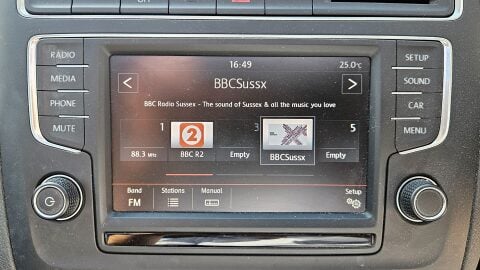 OFF
RADIO
MEDIA
PHONE
MUTE
16:49 25.0°C
< BBCSussx >
BBC Radio Sussex - The sound of Sussex & all the music you love
1 2 3 5
88.3 MHz BBC R2 Empty BBCSussx Empty
Band Stations Manual Setup
FM
SETUP
SOUND
CAR
MENU